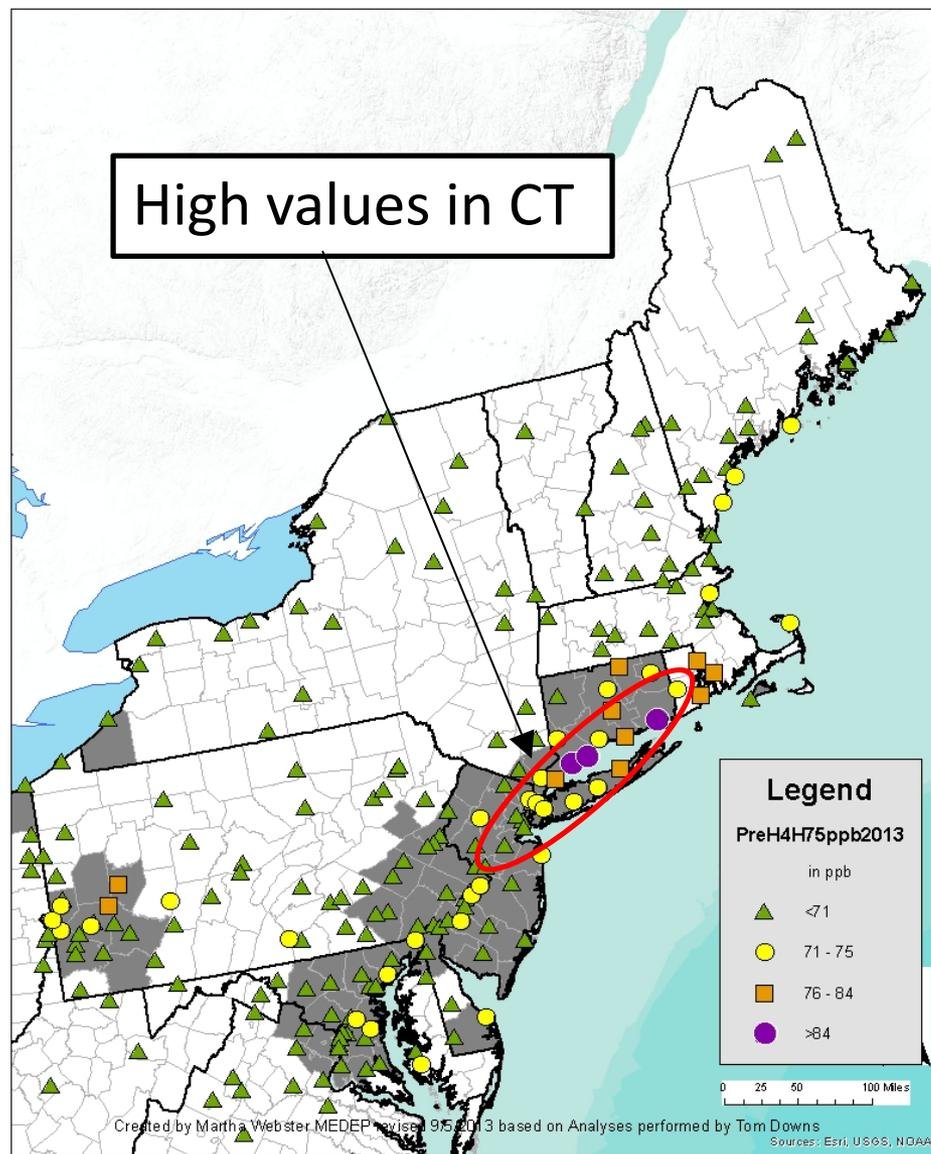 High values in CT
Legend
PreH4H75ppb2013
in ppb
<71
71 - 75
76 - 84
>84
0 25 50 100 Miles
Created by Martha Webster MEDEP revised 9/5/2013 based on Analyses performed by Tom Downs
Sources: Esri, USGS, NOAA